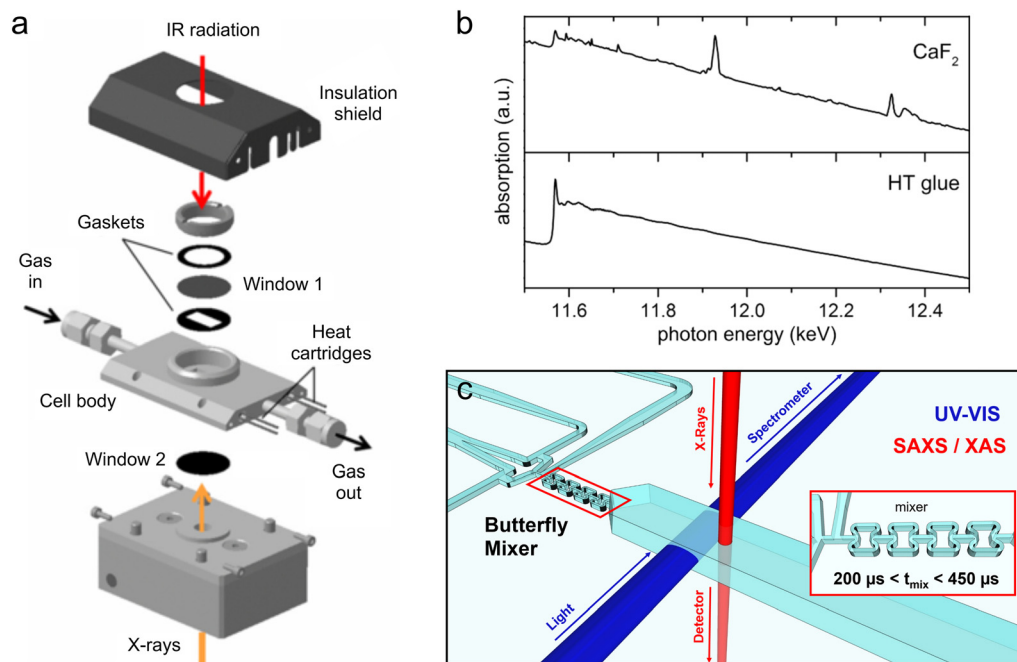 a
IR radiation
Insulation
shield
Gaskets
Gas
in
Window 1
Heat
cartridges
Cell body
Window 2
Gas
out
X-rays
b
CaF₂
HT glue
absorption (a.u.)
11.6 11.8 12.0 12.2 12.4
photon energy (keV)
C
X-Rays
Spectrometer
UV-VIS
SAXS / XAS
Butterfly
Mixer
mixer
200 µs < tmix < 450 µs
Light
Detector